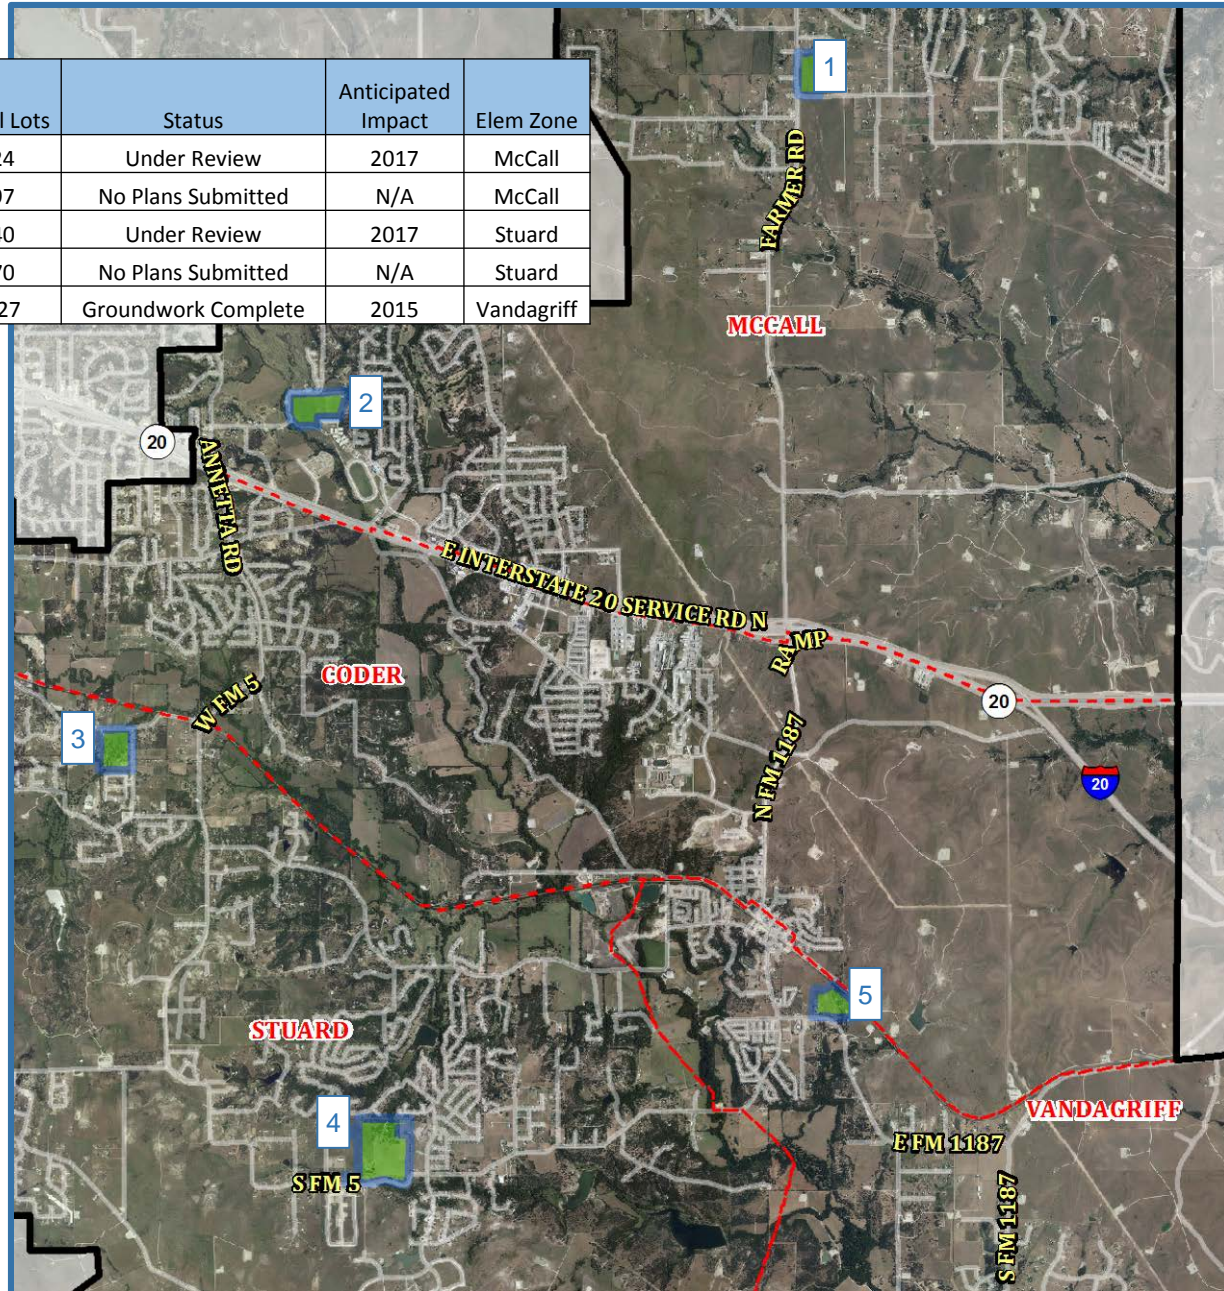 Anticipated
Lots Status Impact Elem Zone
Under Review 2017 McCall
No Plans Submitted N/A McCall
Under Review 2017 Stuard
No Plans Submitted N/A Stuard
Groundwork Complete 2015 Vandagriff
1
FARMER RD
MCCALL
2
20
ANNETTA RD
E INTERSTATE 20 SERVICE RD N
RAMP
CODER
W FM 5
20
3
N FM 1187
20
5
STUARD
4
VANDAGRIFF
E FM 1187
S FM 5
S FM 1187